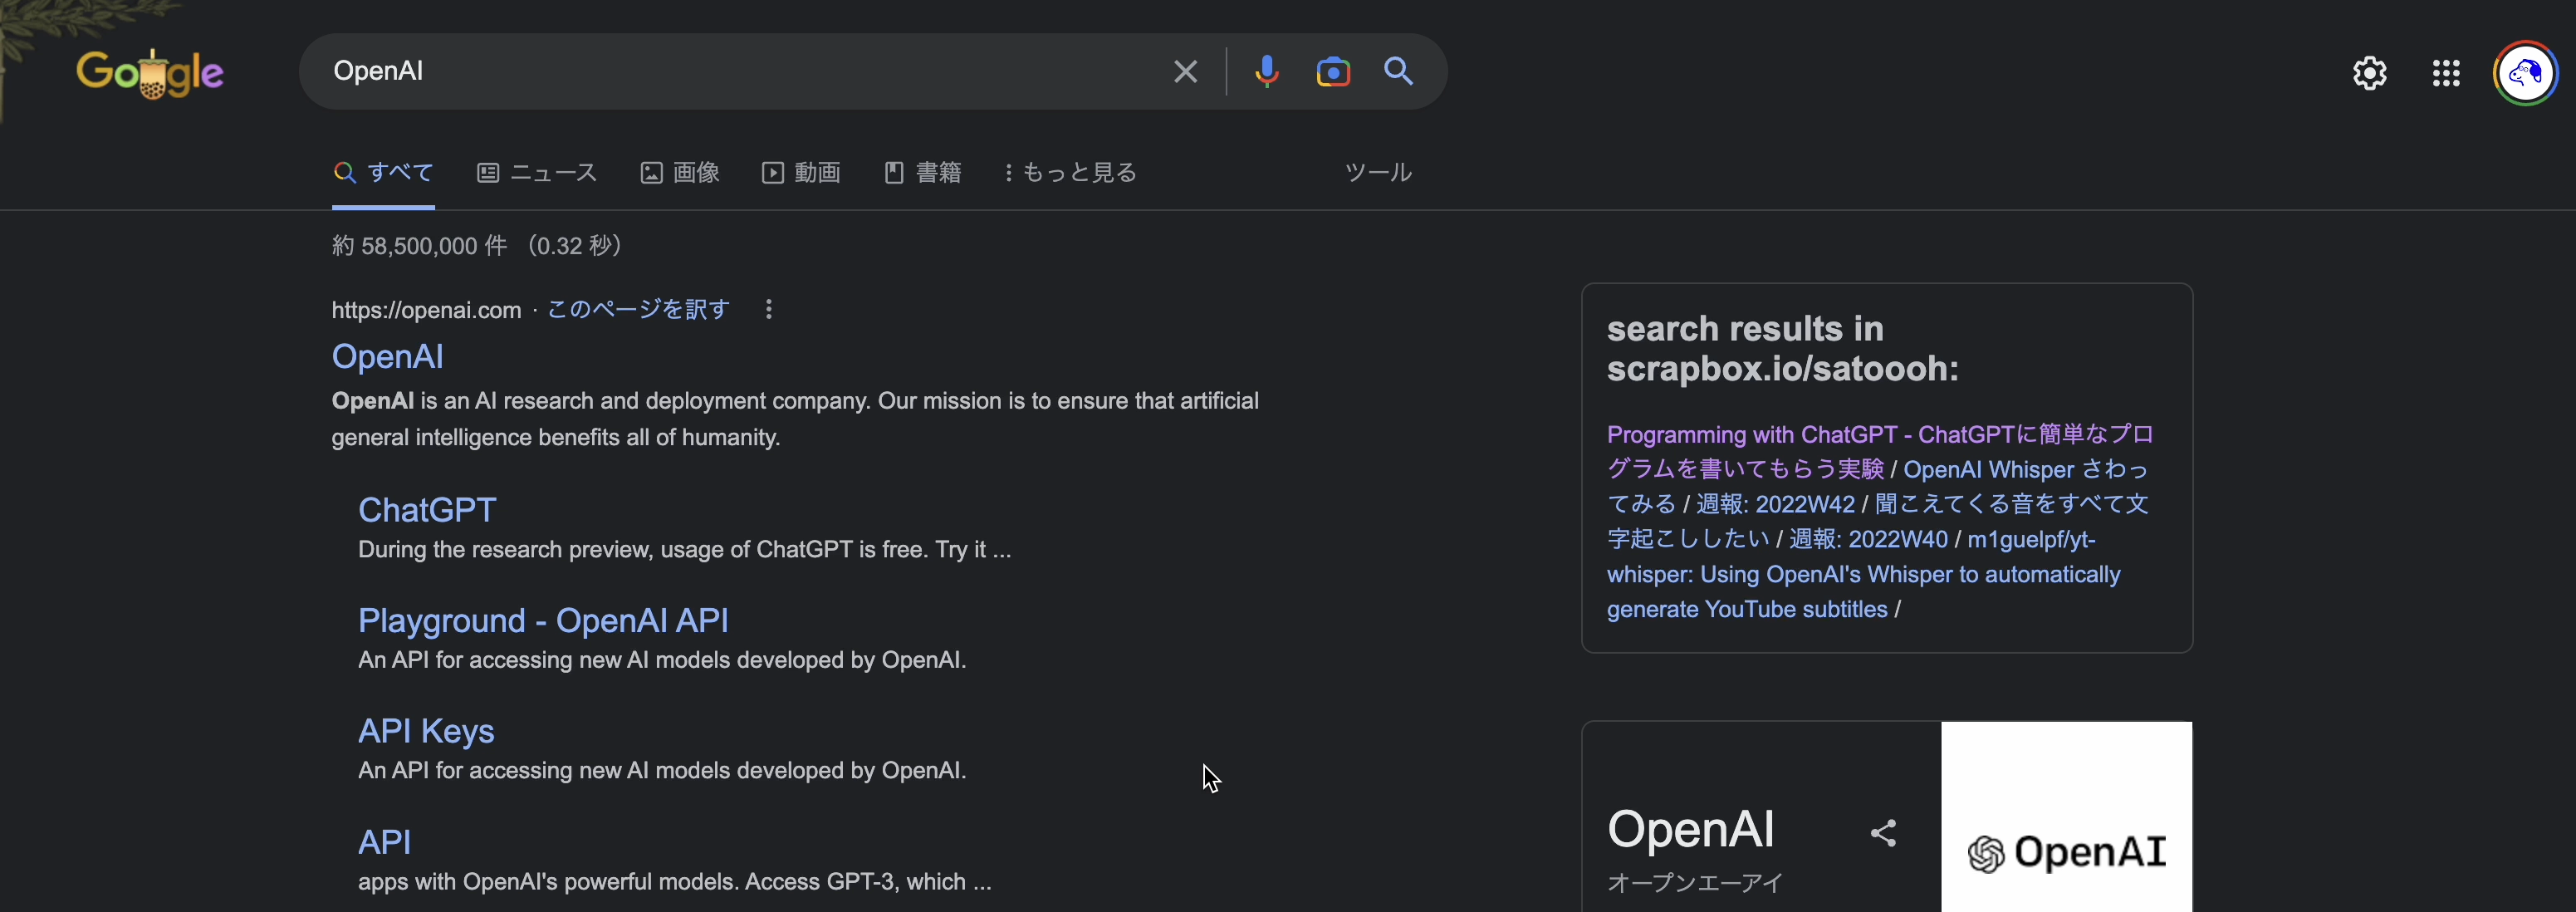 Google
OpenAI
すべて ニュース 画像 動画 書籍 もっと見る ツール
約 58,500,000 件 （0.32 秒）
https://openai.com · このページを訳す
OpenAI
OpenAI is an AI research and deployment company. Our mission is to ensure that artificial
general intelligence benefits all of humanity.
ChatGPT
During the research preview, usage of ChatGPT is free. Try it ...
Playground - OpenAI API
An API for accessing new AI models developed by OpenAI.
API Keys
An API for accessing new AI models developed by OpenAI.
API
apps with OpenAI's powerful models. Access GPT-3, which ...
search results in
scrapbox.io/satoooh:
Programming with ChatGPT - ChatGPTに簡単なプロ
グラムを書いてもらう実験 / OpenAI Whisper さわっ
てみる / 週報: 2022W42 / 聞こえてくる音をすべて文
字起こししたい / 週報: 2022W40 / m1guelpf/yt-
whisper: Using OpenAI's Whisper to automatically
generate YouTube subtitles /
OpenAI
オープンエーアイ
OpenAI